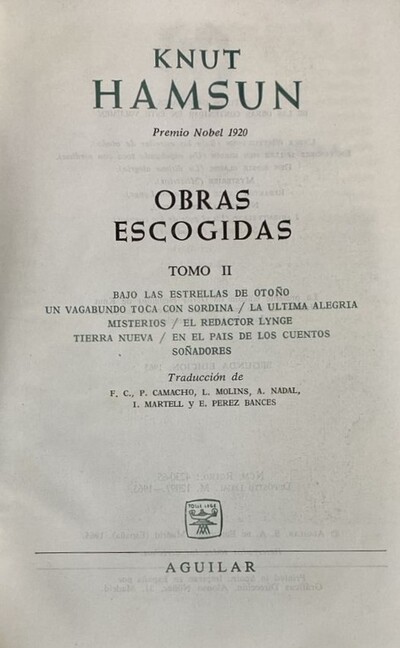 KNUT
HAMSUN
Premio Nobel 1920
OBRAS
ESCOGIDAS
TOMO II
BAJO LAS ESTRELLAS DE OTOÑO
UN VAGABUNDO TOCA CON SORDINA / LA ULTIMA ALEGRIA
MISTERIOS / EL REDACTOR LYNGE
TIERRA NUEVA / EN EL PAIS DE LOS CUENTOS
SOÑADORES
Traducción de
F. C., P. CAMACHO, L. MOLINS, A. NADAL,
I. MARTELL y E. PEREZ BANCES
AGUILAR